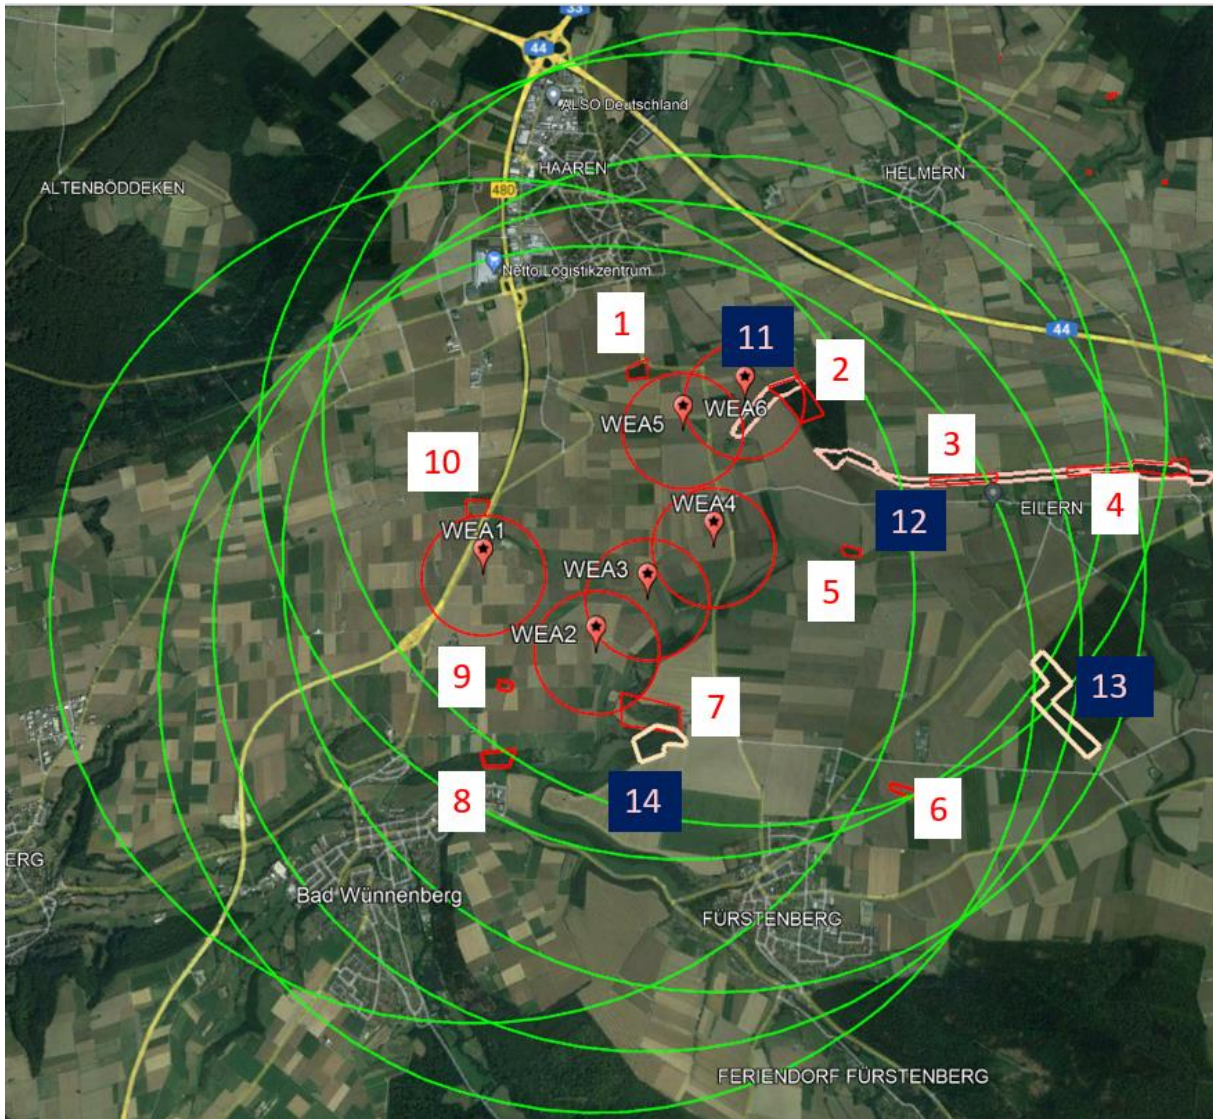 33
44
ALSO Deutschland
HAAREN
HELMERN
ALTENBÖDDEKEN
480
Netto Logistikzentrum
1
11
44
2
WEA5
WEA6
3
10
WEA4
4
WEA1
12
EILERN
WEA3
5
WEA2
9
13
7
8
14
6
ERG
Bad Wünnenberg
FÜRSTENBERG
FERIENDORF FÜRSTENBERG